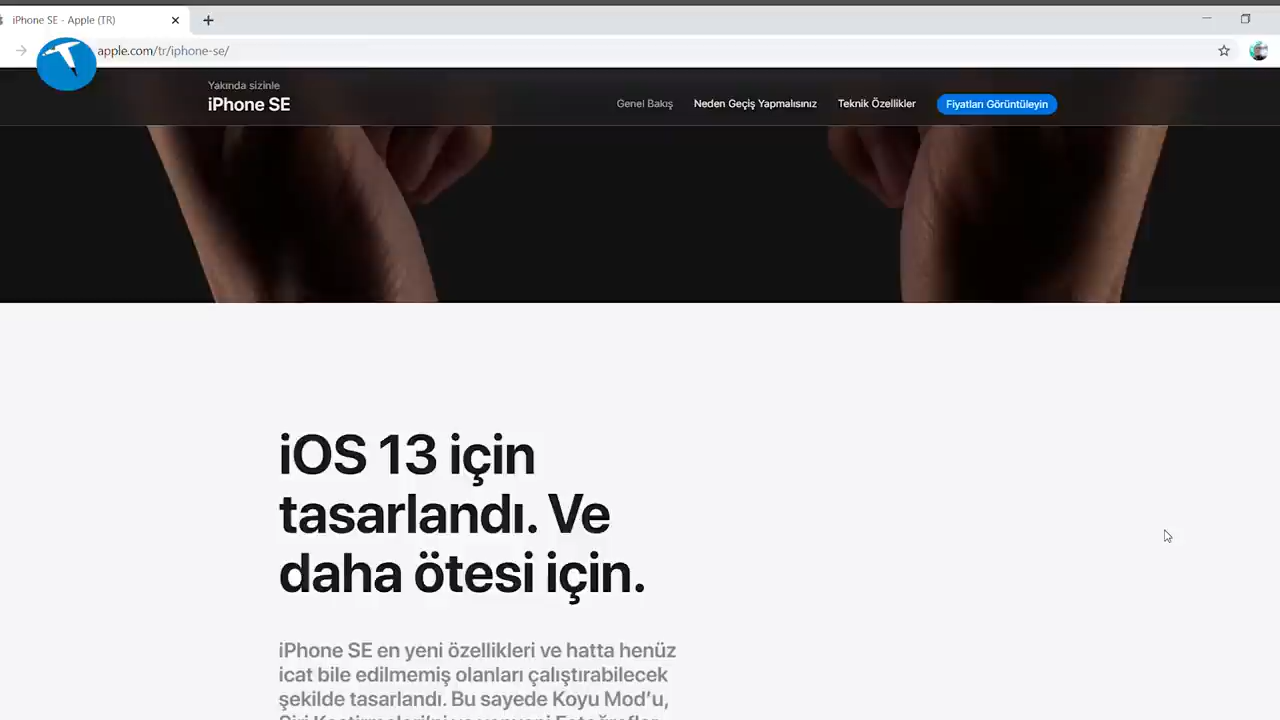 iPhone SE - Apple (TR)
apple.com/tr/iphone-se/
Yakında sizinle
iPhone SE
Genel Bakış
Neden Geçiş Yapmalısınız
Teknik Özellikler
Fiyatları Görüntüleyin
iOS 13 için
tasarlandı. Ve
daha ötesi için.
iPhone SE en yeni özellikleri ve hatta henüz
icat bile edilmemiş olanları çalıştırabilecek
şekilde tasarlandı. Bu sayede Koyu Mod’u,